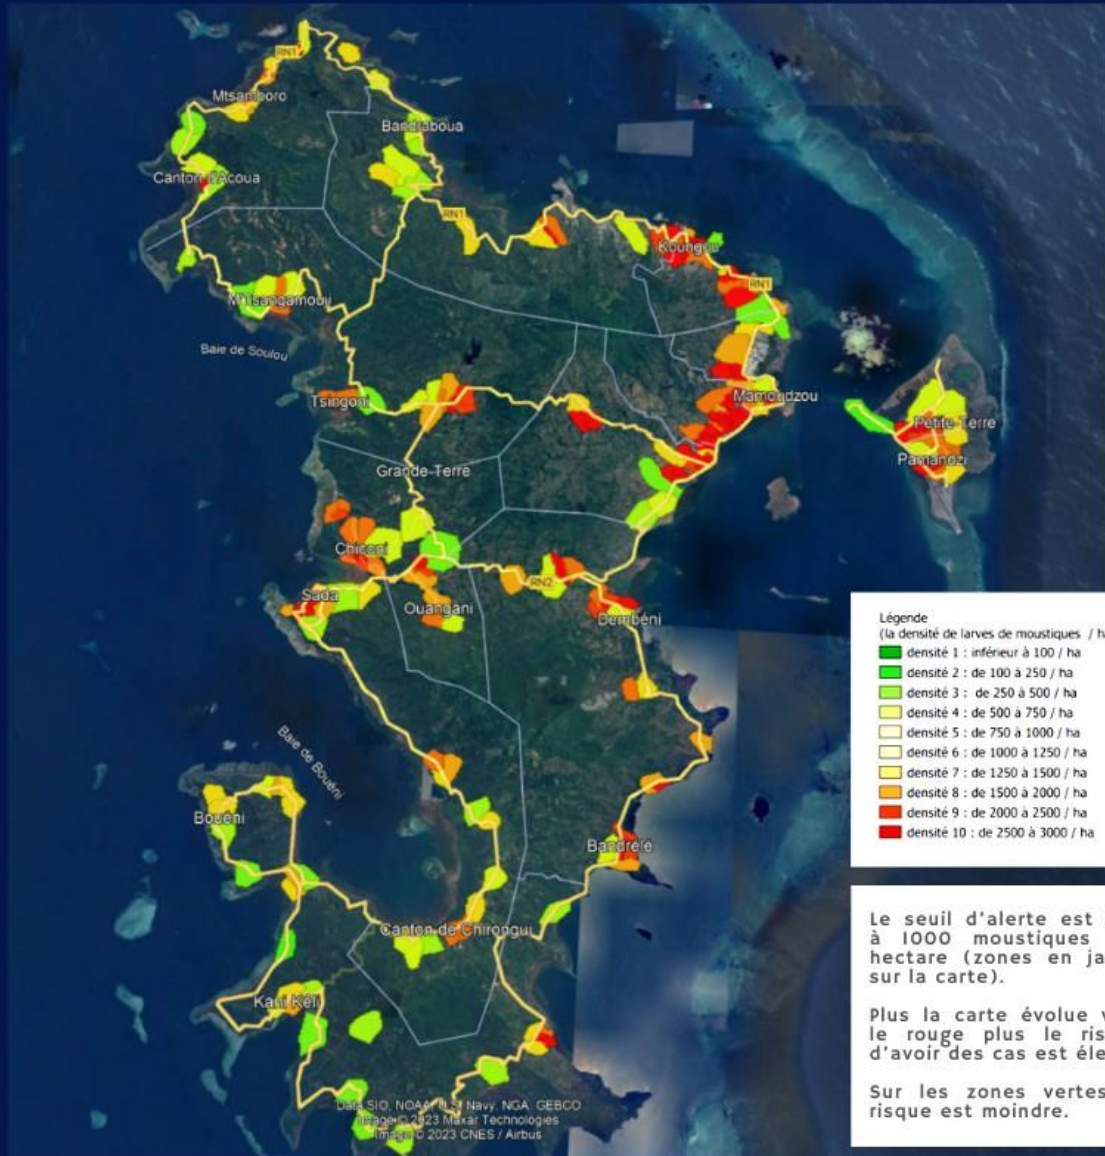 RN1
Mtsamboro
Bandraboua
Canton d'Acoua
RN1
Koungou
RN1
M'Tsangamouji
Baie de Soulou
Tsingoni
Mamoudzou
Petite-Terre
Grande-Terre
Pamandzi
Chiconi
RN2
Sada
Ouangani
Dembéni
Baie de Bouéni
Bouéni
Bandrélé
Canton de Chirongui
Kani Kéli
Data SIO, NOAA, U.S. Navy, NGA, GEBCO
Image © 2023 Maxar Technologies
Image © 2023 CNES / Airbus
Légende
(la densité de larves de moustiques / ha
densité 1 : inférieur à 100 / ha
densité 2 : de 100 à 250 / ha
densité 3 : de 250 à 500 / ha
densité 4 : de 500 à 750 / ha
densité 5 : de 750 à 1000 / ha
densité 6 : de 1000 à 1250 / ha
densité 7 : de 1250 à 1500 / ha
densité 8 : de 1500 à 2000 / ha
densité 9 : de 2000 à 2500 / ha
densité 10 : de 2500 à 3000 / ha
Le seuil d'alerte est
à 1000 moustiques
hectare (zones en ja
sur la carte).
Plus la carte évolue v
le rouge plus le ris
d'avoir des cas est éle
Sur les zones vertes
risque est moindre.